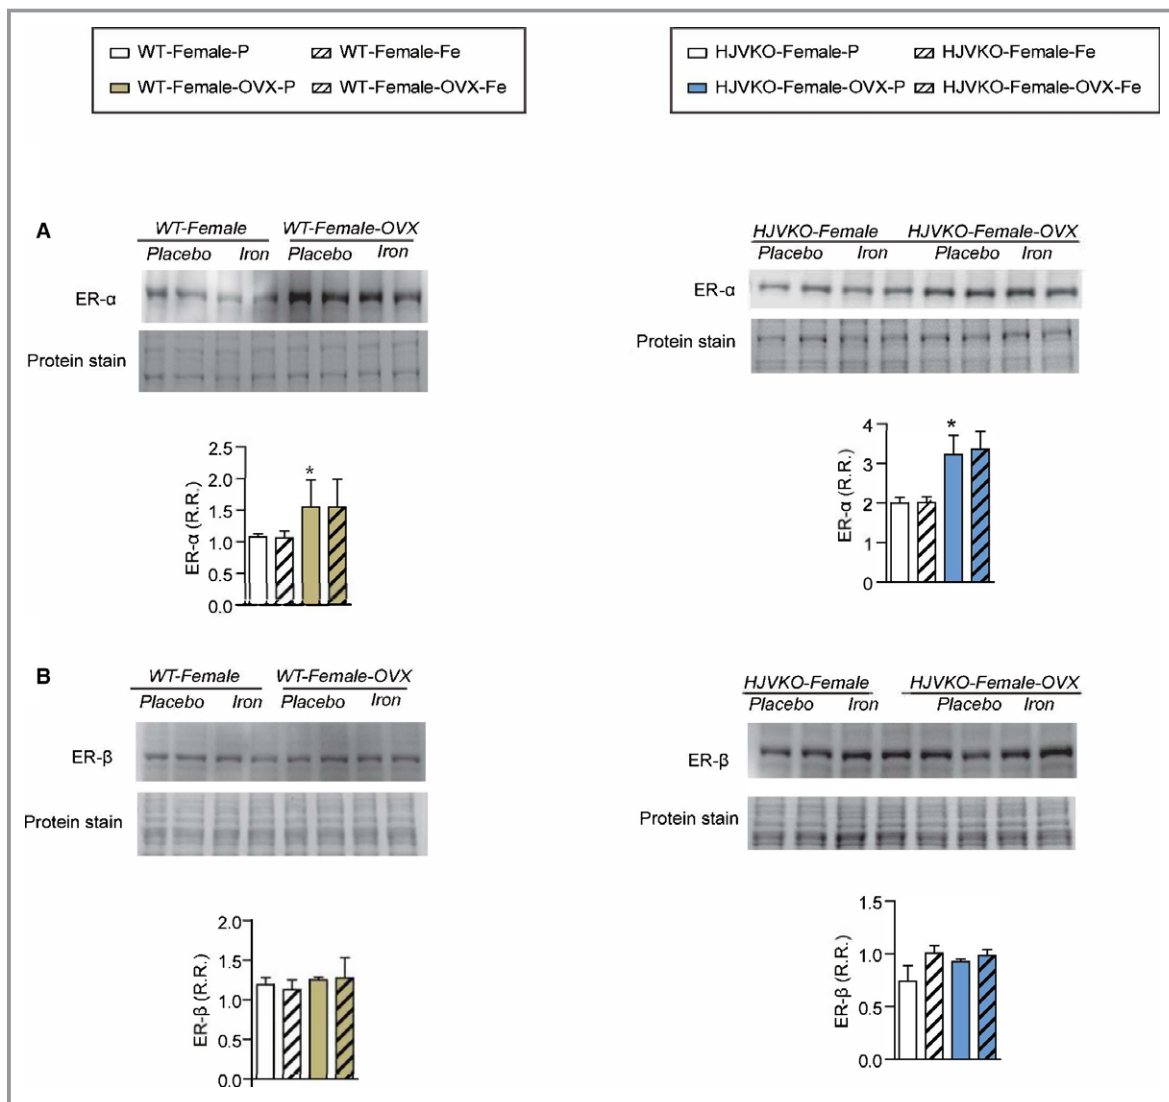 WT-Female-P WT-Female-Fe
WT-Female-OVX-P WT-Female-OVX-Fe
HJVKO-Female-P HJVKO-Female-Fe
HJVKO-Female-OVX-P HJVKO-Female-OVX-Fe
A
WT-Female WT-Female-OVX
Placebo Iron Placebo Iron
ER-α
Protein stain
2.5
2.0
1.5
1.0
0.5
0.0
ER-α (R.R.)
*
HJVKO-Female HJVKO-Female-OVX
Placebo Iron Placebo Iron
ER-α
Protein stain
4
3
2
1
0
ER-α (R.R.)
*
B
WT-Female WT-Female-OVX
Placebo Iron Placebo Iron
ER-β
Protein stain
2.0
1.5
1.0
0.5
0.0
ER-β (R.R.)
HJVKO-Female HJVKO-Female-OVX
Placebo Iron Placebo Iron
ER-β
Protein stain
1.5
1.0
0.5
0.0
ER-β (R.R.)